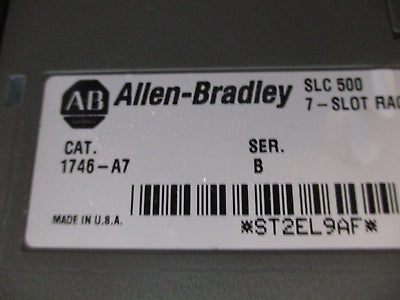 AB Allen-Bradley SLC 500
7-SLOT RAC
CAT. SER.
1746-A7 B
MADE IN U.S.A. *ST2EL9AF*